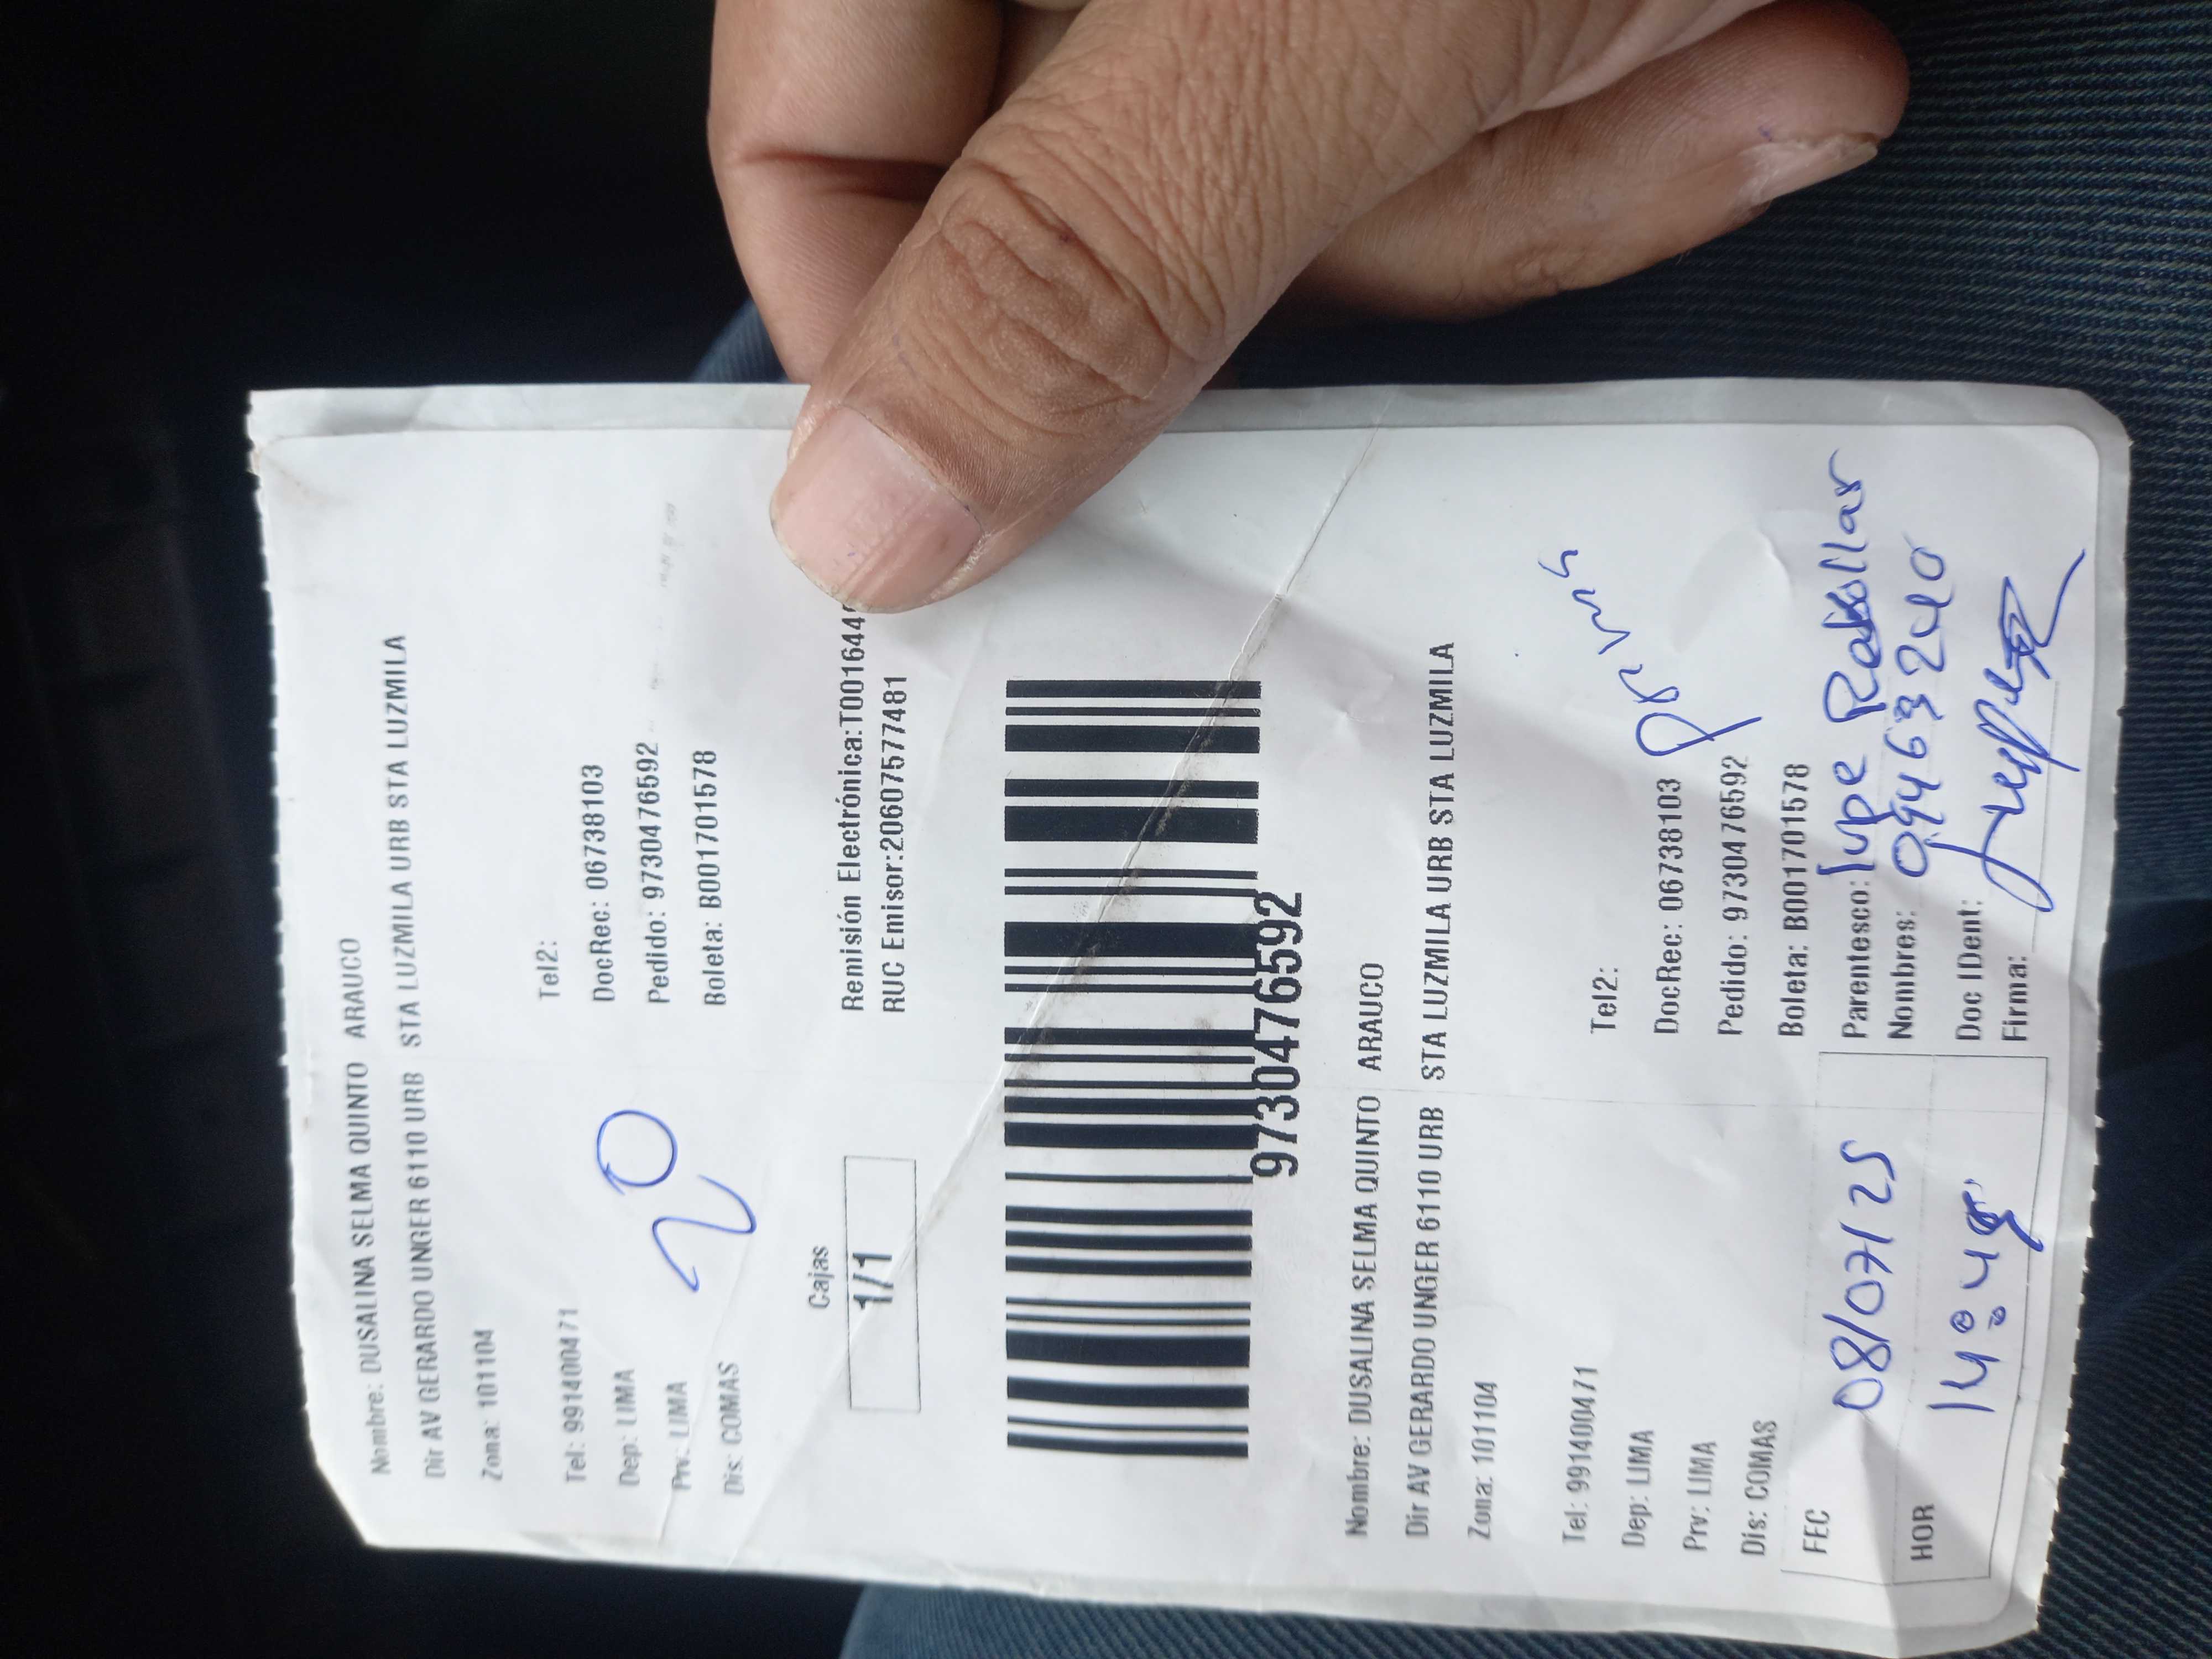 Nombre: DUSALINA SELMA QUINTO ARAUCO
Dir AV GERARDO UNGER 6110 URB STA LUZMILA URB STA LUZMILA
Zona: 101104
Tel: 991400471 Tel2:
Dep: LIMA DocRec: 06738103
Prv: LIMA Pedido: 9730476592
Dis: COMAS Boleta: B001701578
20
Cajas
1/1
Remisión Electrónica:T001644
RUC Emisor:20607577481
9730476592
Nombre: DUSALINA SELMA QUINTO ARAUCO
Dir AV GERARDO UNGER 6110 URB STA LUZMILA URB STA LUZMILA
Zona: 101104
Tel: 991400471 Tel2:
Dep: LIMA DocRec: 06738103
Prv: LIMA Pedido: 9730476592
Dis: COMAS Boleta: B001701578
FEC 08/07/25 Parentesco:
Nombres:
HOR Doc IDent:
Firma: